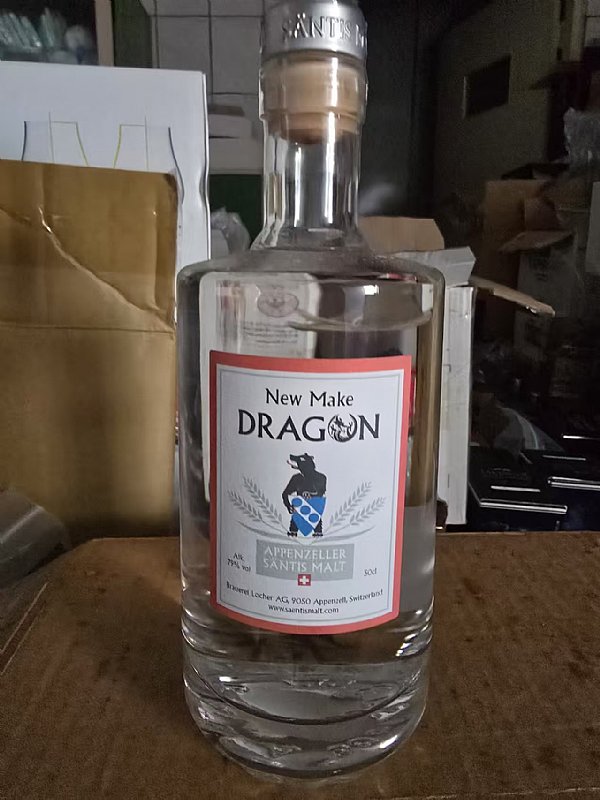 SÄNTIS
New Make
DRAGON
APPENZELLER
SÄNTIS MALT
Alk.
75% vol
50cl
Brauerei Locher AG, 9050 Appenzell, Switzerland
www.saentismalt.com